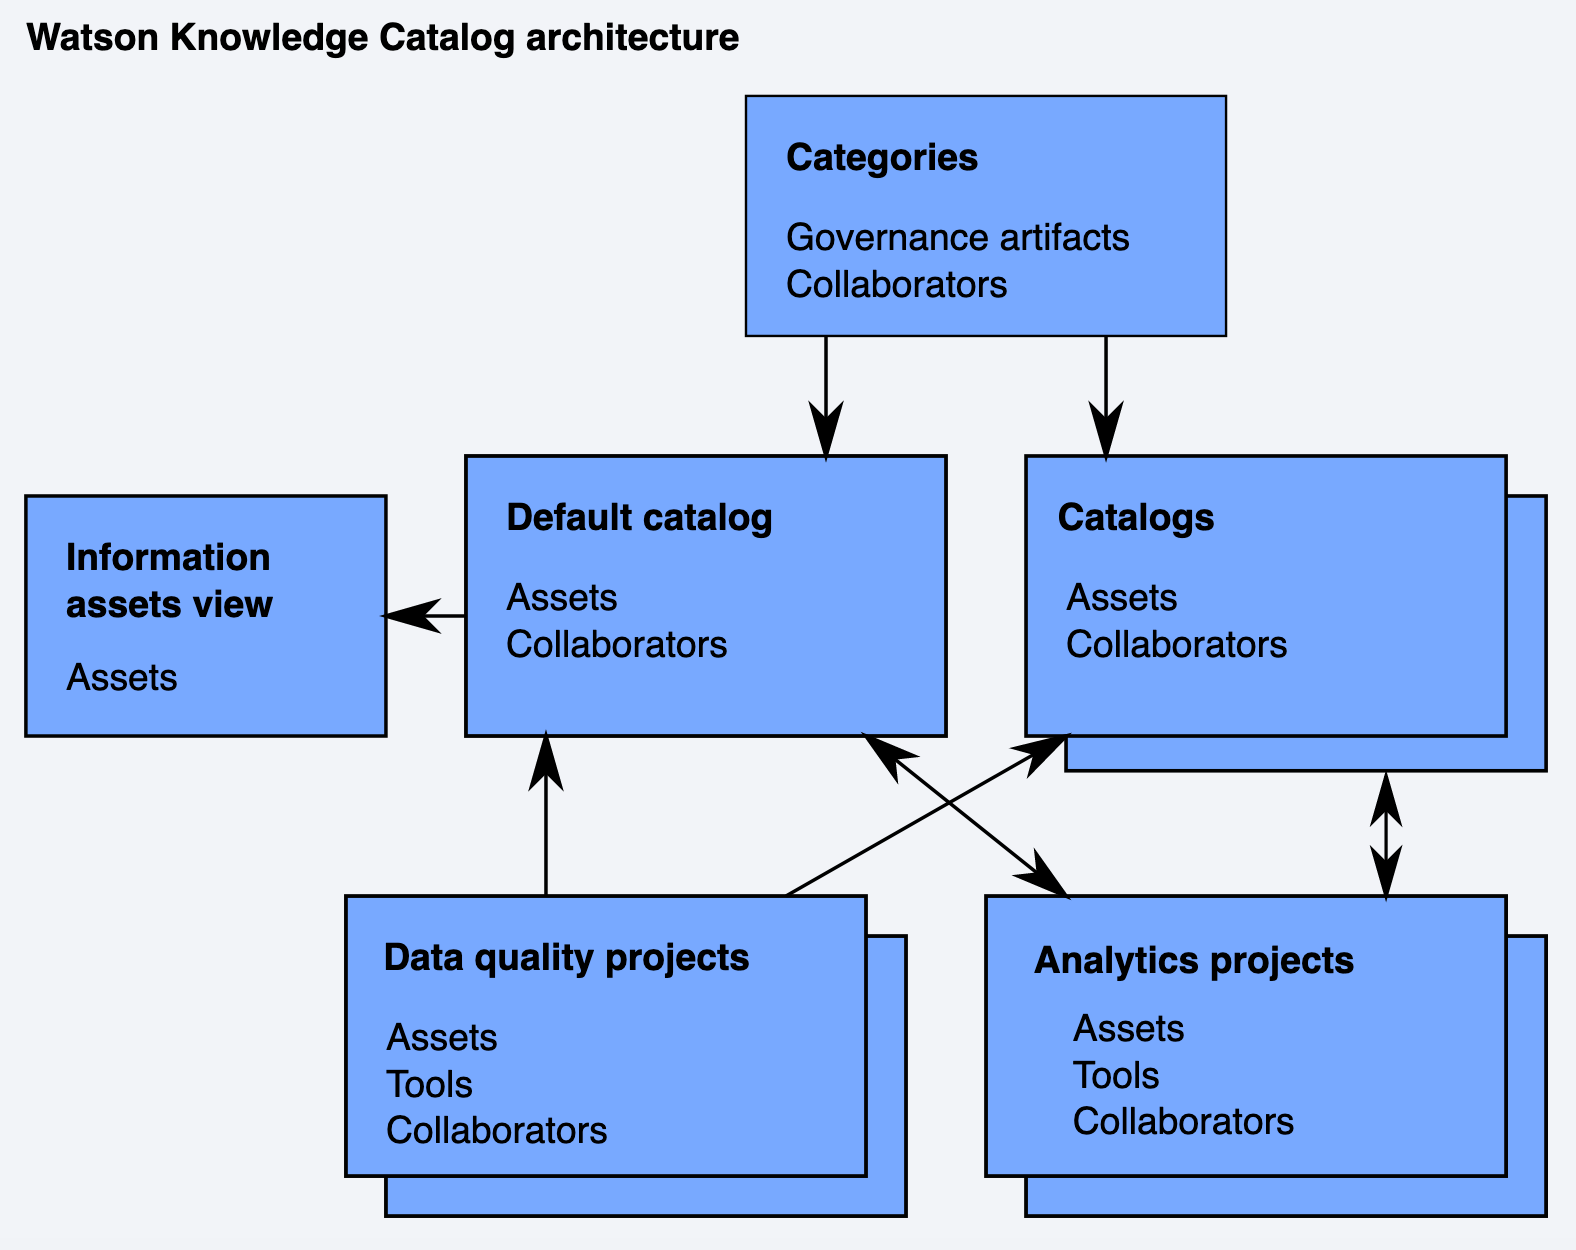 Watson Knowledge Catalog architecture
Categories
Governance artifacts
Collaborators
Information
assets view
Assets
Default catalog
Assets
Collaborators
Catalogs
Assets
Collaborators
Data quality projects
Assets
Tools
Collaborators
Analytics projects
Assets
Tools
Collaborators